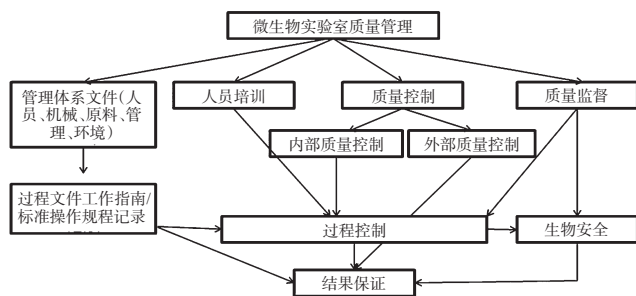 微生物实验室质量管理
管理体系文件(人
员、机械、原料、管
理、环境)
人员培训
质量控制
质量监督
内部质量控制
外部质量控制
过程文件工作指南/
标准操作规程记录
过程控制
生物安全
结果保证